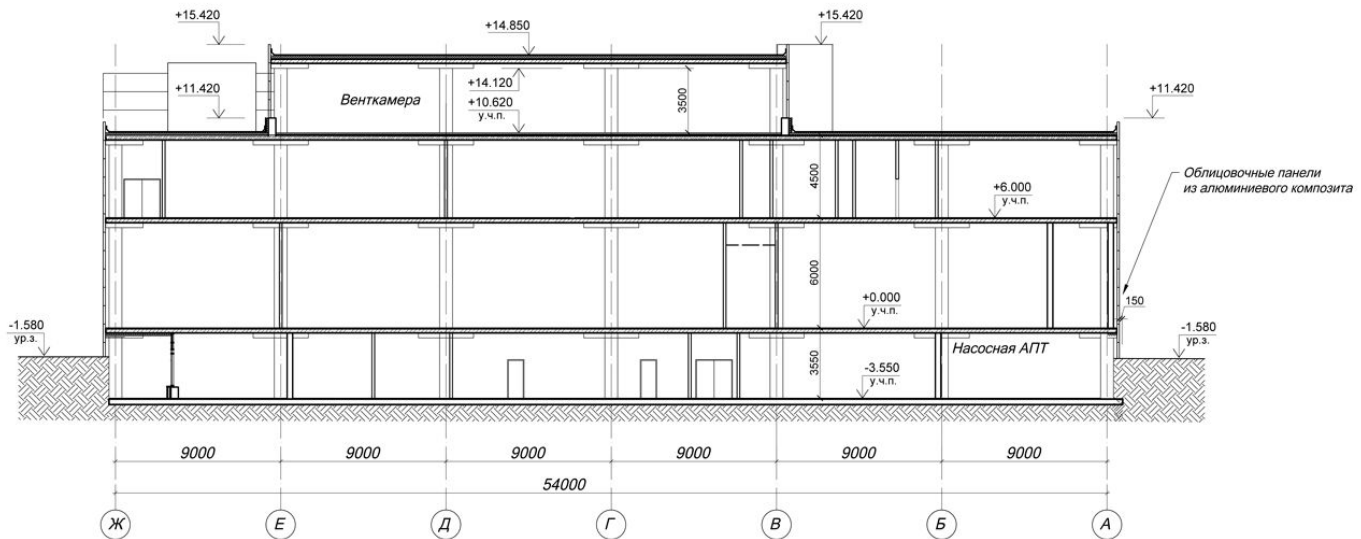 +15.420
+14.850
+15.420
+14.120
+11.420
Венткамера
+10.620
у.ч.п.
3500
+11.420
4500
Облицовочные панели
из алюминиевого композита
+6.000
у.ч.п.
6000
+0.000
у.ч.п.
150
-1.580
ур.з.
-1.580
ур.з.
Насосная АПТ
3550
-3.550
у.ч.п.
9000 9000 9000 9000 9000 9000
54000
Ж Е Д Г В Б А